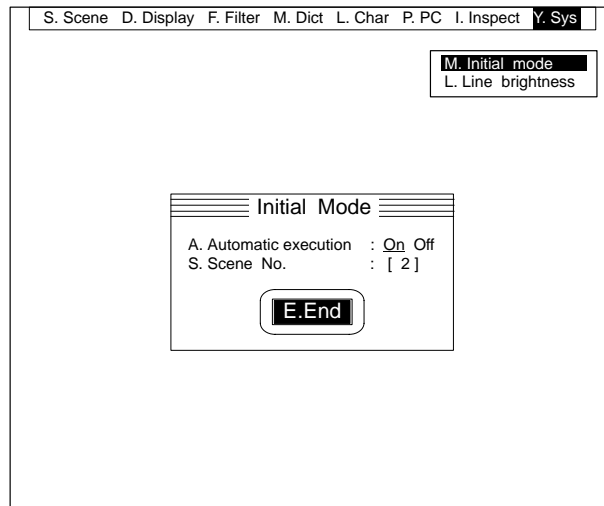 S. Scene D. Display F. Filter M. Dict L. Char P. PC I. Inspect Y. Sys
M. Initial mode
L. Line brightness
Initial Mode
A. Automatic execution : On Off
S. Scene No. : [ 2 ]
E.End